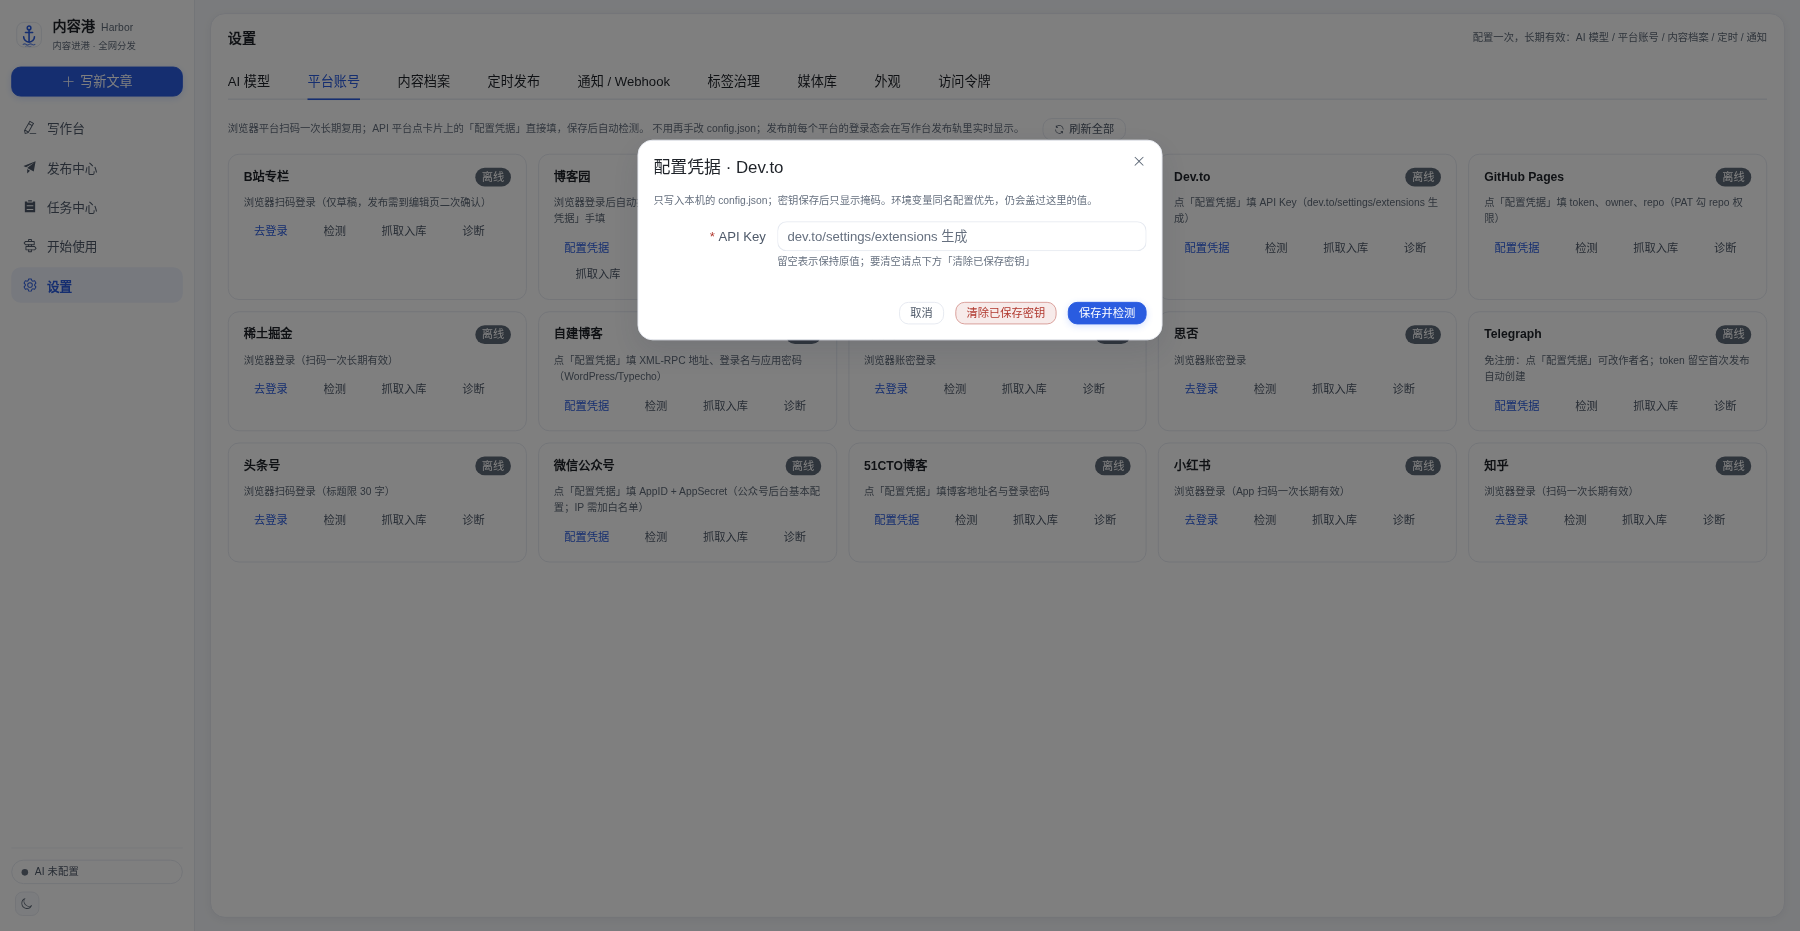 内容港 Harbor
内容进港 · 全网分发
写新文章
写作台
发布中心
任务中心
开始使用
设置
AI 未配置
设置
配置一次，长期有效：AI 模型 / 平台账号 / 内容档案 / 定时 / 通知
AI 模型 平台账号 内容档案 定时发布 通知 / Webhook 标签治理 媒体库 外观 访问令牌
浏览器平台扫码一次长期复用；API 平台点卡片上的「配置凭据」直接填，保存后自动检测。 不用再手改 config.json；发布前每个平台的登录态会在写作台发布轨里实时显示。 刷新全部
B站专栏 离线
浏览器扫码登录（仅草稿，发布需到编辑页二次确认）
去登录 检测 抓取入库 诊断
博客园
浏览器登录后自动
凭据」手填
配置凭据
抓取入库
配置凭据 · Dev.to
只写入本机的 config.json；密钥保存后只显示掩码。环境变量同名配置优先，仍会盖过这里的值。
* API Key dev.to/settings/extensions 生成
留空表示保持原值；要清空请点下方「清除已保存密钥」
取消 清除已保存密钥 保存并检测
Dev.to 离线
点「配置凭据」填 API Key（dev.to/settings/extensions 生
成）
配置凭据 检测 抓取入库 诊断
GitHub Pages 离线
点「配置凭据」填 token、owner、repo（PAT 勾 repo 权
限）
配置凭据 检测 抓取入库 诊断
稀土掘金 离线
浏览器登录（扫码一次长期有效）
去登录 检测 抓取入库 诊断
自建博客
点「配置凭据」填 XML-RPC 地址、登录名与应用密码
（WordPress/Typecho）
配置凭据 检测 抓取入库 诊断
浏览器账密登录
去登录 检测 抓取入库 诊断
思否 离线
浏览器账密登录
去登录 检测 抓取入库 诊断
Telegraph 离线
免注册：点「配置凭据」可改作者名；token 留空首次发布
自动创建
配置凭据 检测 抓取入库 诊断
头条号 离线
浏览器扫码登录（标题限 30 字）
去登录 检测 抓取入库 诊断
微信公众号 离线
点「配置凭据」填 AppID + AppSecret（公众号后台基本配
置；IP 需加白名单）
配置凭据 检测 抓取入库 诊断
51CTO博客 离线
点「配置凭据」填博客地址名与登录密码
配置凭据 检测 抓取入库 诊断
小红书 离线
浏览器登录（App 扫码一次长期有效）
去登录 检测 抓取入库 诊断
知乎 离线
浏览器登录（扫码一次长期有效）
去登录 检测 抓取入库 诊断